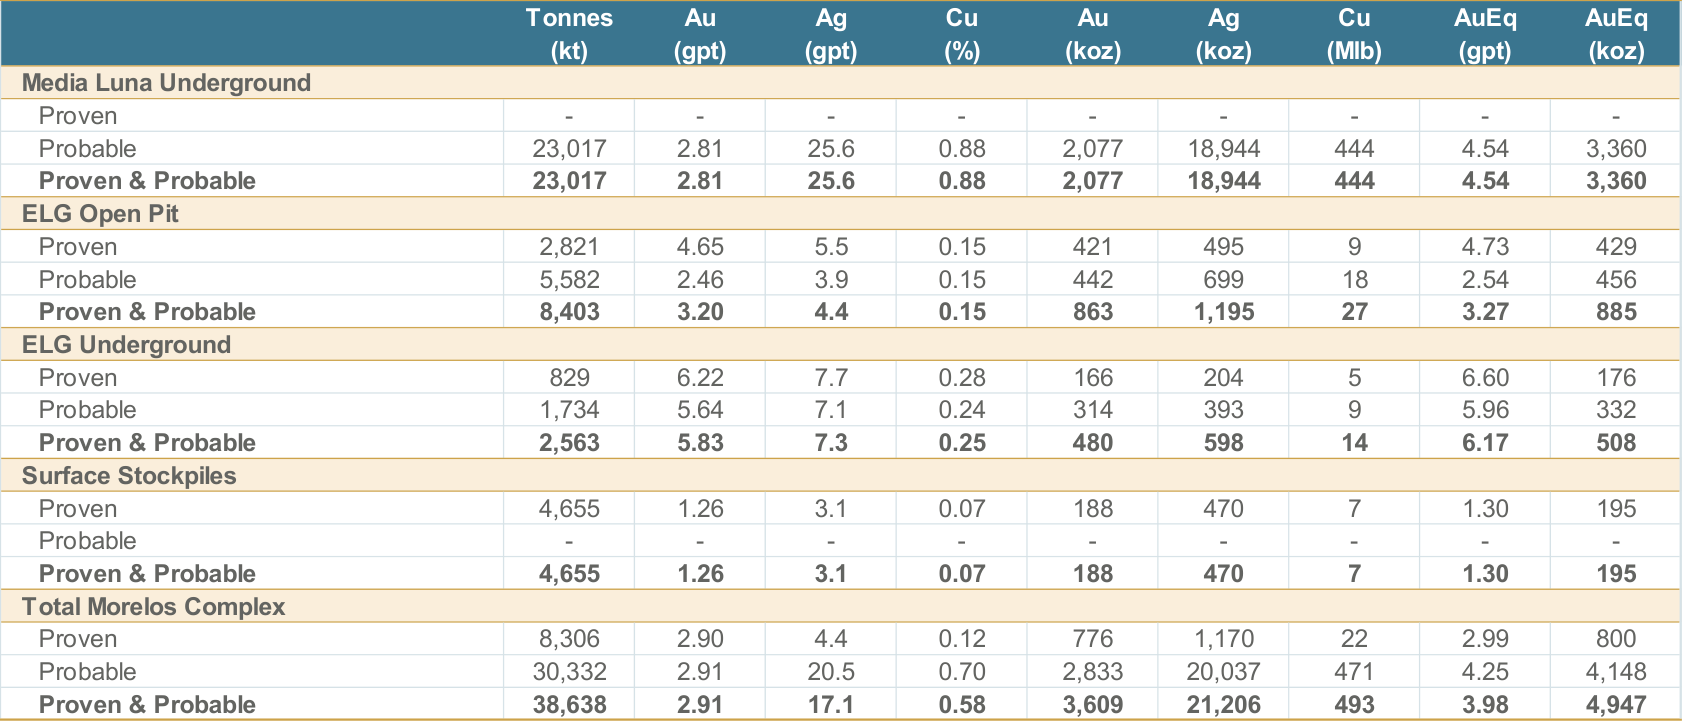 Tonnes Au Ag Cu Au Ag Cu AuEq AuEq
(kt) (gpt) (gpt) (%) (koz) (koz) (Mlb) (gpt) (koz)
Media Luna Underground
Proven - - - - - - - - -
Probable 23,017 2.81 25.6 0.88 2,077 18,944 444 4.54 3,360
Proven & Probable 23,017 2.81 25.6 0.88 2,077 18,944 444 4.54 3,360
ELG Open Pit
Proven 2,821 4.65 5.5 0.15 421 495 9 4.73 429
Probable 5,582 2.46 3.9 0.15 442 699 18 2.54 456
Proven & Probable 8,403 3.20 4.4 0.15 863 1,195 27 3.27 885
ELG Underground
Proven 829 6.22 7.7 0.28 166 204 5 6.60 176
Probable 1,734 5.64 7.1 0.24 314 393 9 5.96 332
Proven & Probable 2,563 5.83 7.3 0.25 480 598 14 6.17 508
Surface Stockpiles
Proven 4,655 1.26 3.1 0.07 188 470 7 1.30 195
Probable - - - - - - - - -
Proven & Probable 4,655 1.26 3.1 0.07 188 470 7 1.30 195
Total Morelos Complex
Proven 8,306 2.90 4.4 0.12 776 1,170 22 2.99 800
Probable 30,332 2.91 20.5 0.70 2,833 20,037 471 4.25 4,148
Proven & Probable 38,638 2.91 17.1 0.58 3,609 21,206 493 3.98 4,947